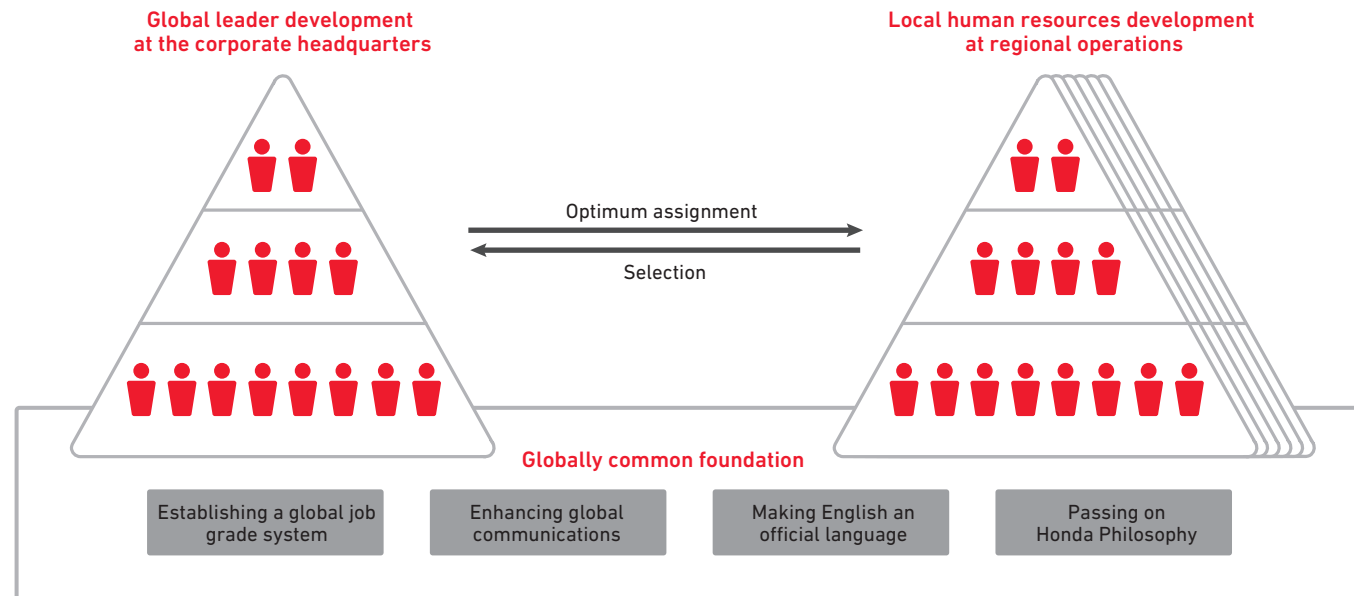 Global leader development
at the corporate headquarters
Local human resources development
at regional operations
Optimum assignment
Selection
Globally common foundation
Establishing a global job
grade system
Enhancing global
communications
Making English an
official language
Passing on
Honda Philosophy